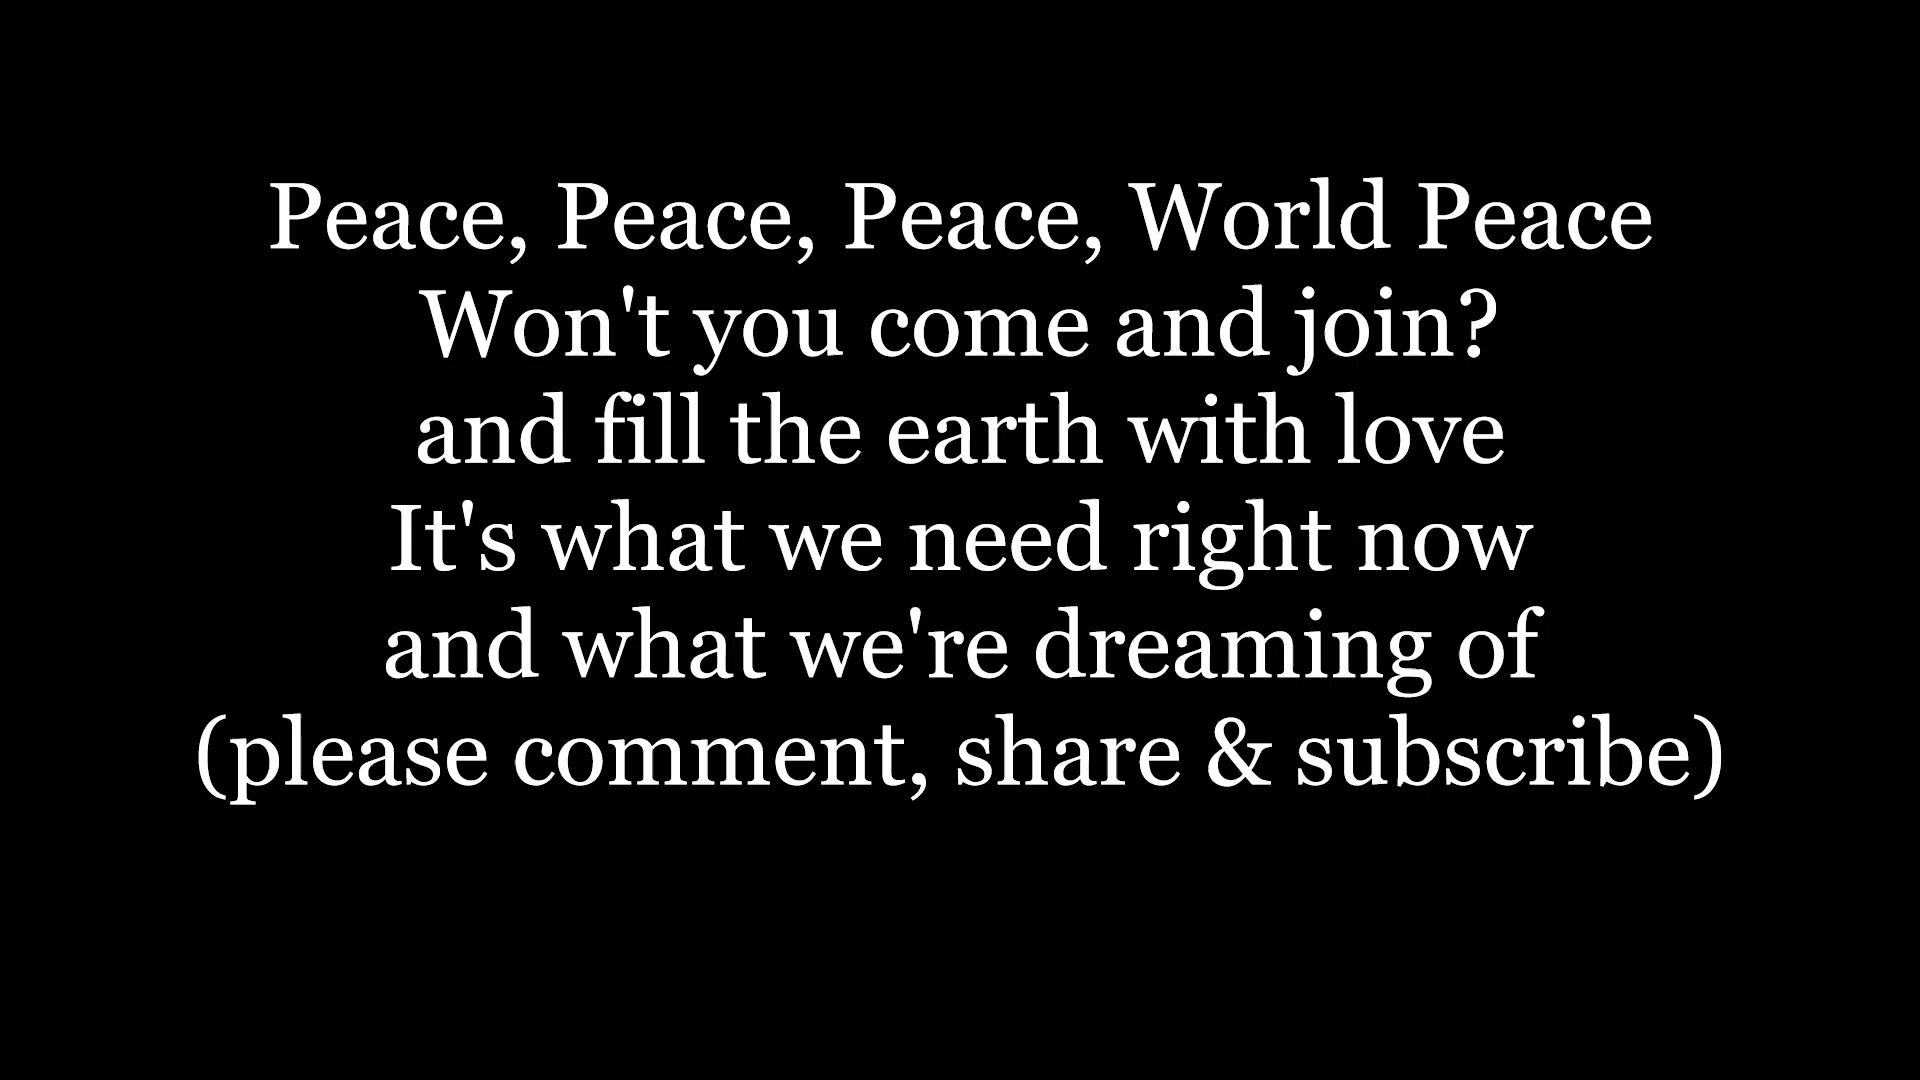 Peace, Peace, Peace, World Peace
Won't you come and join?
and fill the earth with love
It's what we need right now
and what we're dreaming of
(please comment, share & subscribe)